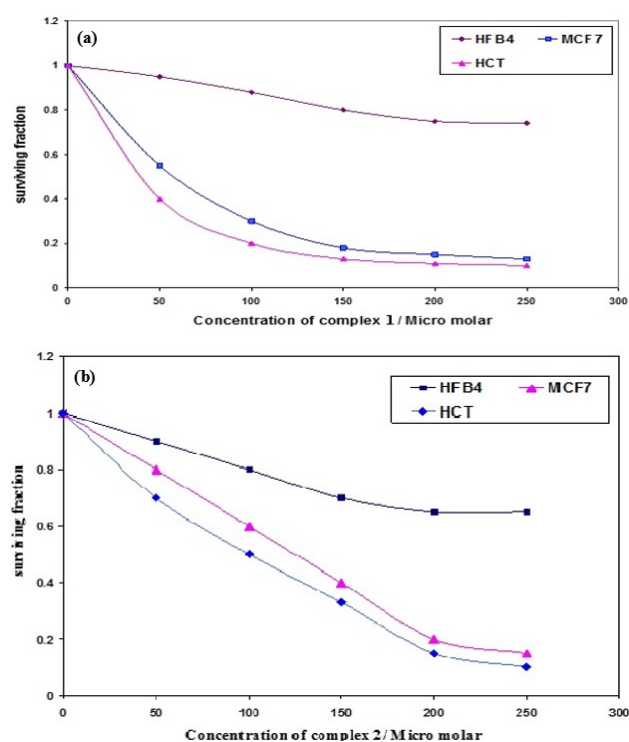 (a)
HFB4
MCF7
HCT
1.2
1
0.8
0.6
0.4
0.2
0
surviving fraction
0
50
100
150
200
250
300
Concentration of complex 1/ Micro molar
(b)
HFB4
MCF7
HCT
1.2
1
0.8
0.6
0.4
0.2
0
surviving fraction
0
50
100
150
200
250
300
Concentration of complex 2/ Micro molar